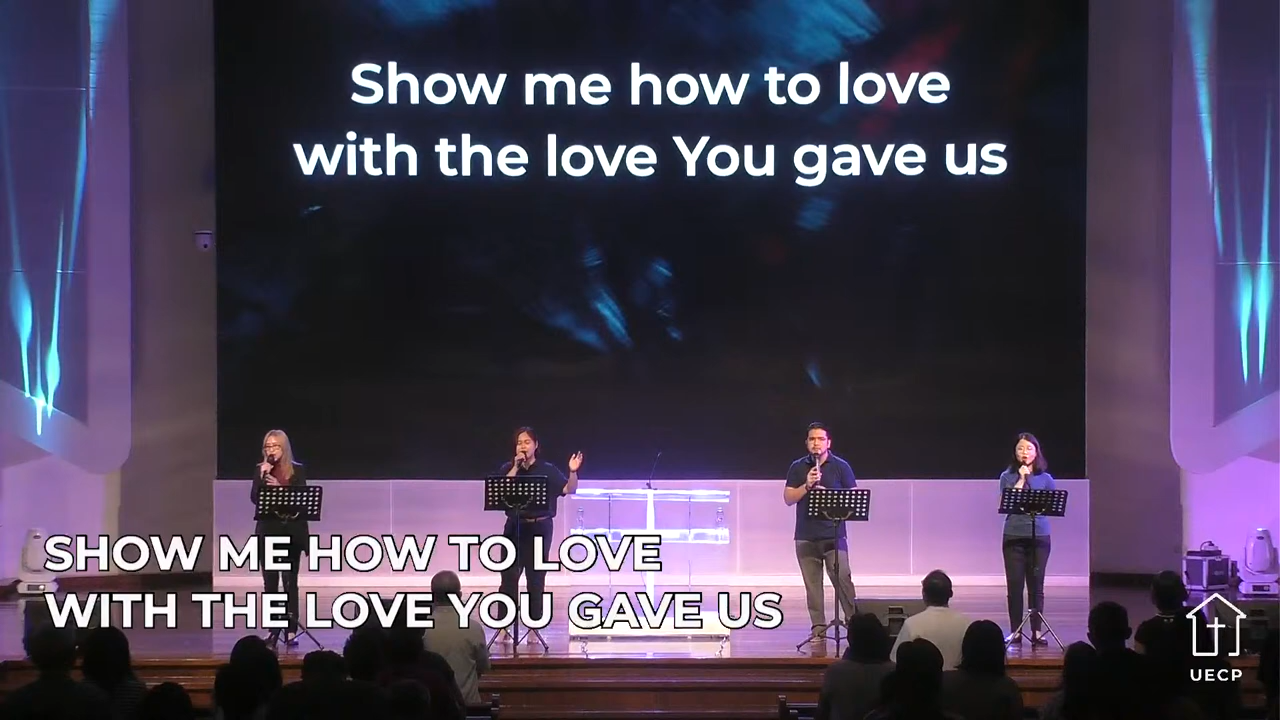 Show me how to love
with the love You gave us
SHOW ME HOW TO LOVE
WITH THE LOVE YOU GAVE US
UECP